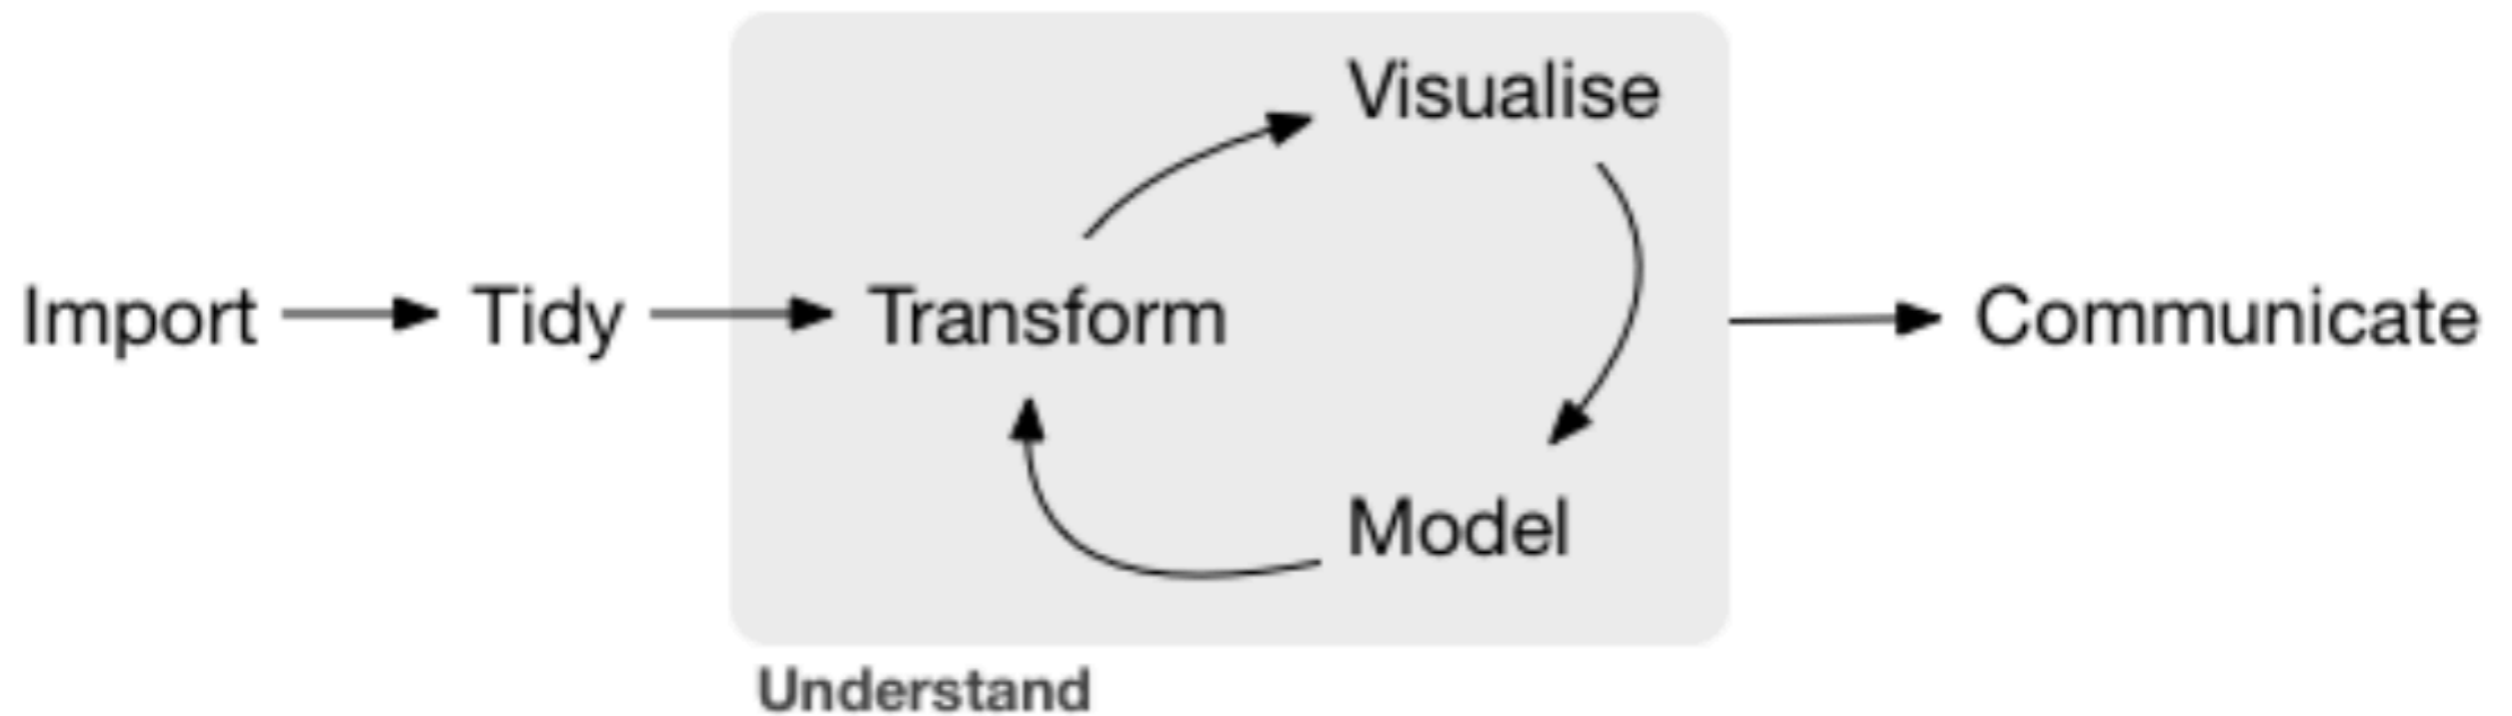 Visualise
Import
Tidy
Transform
Communicate
Model
Understand